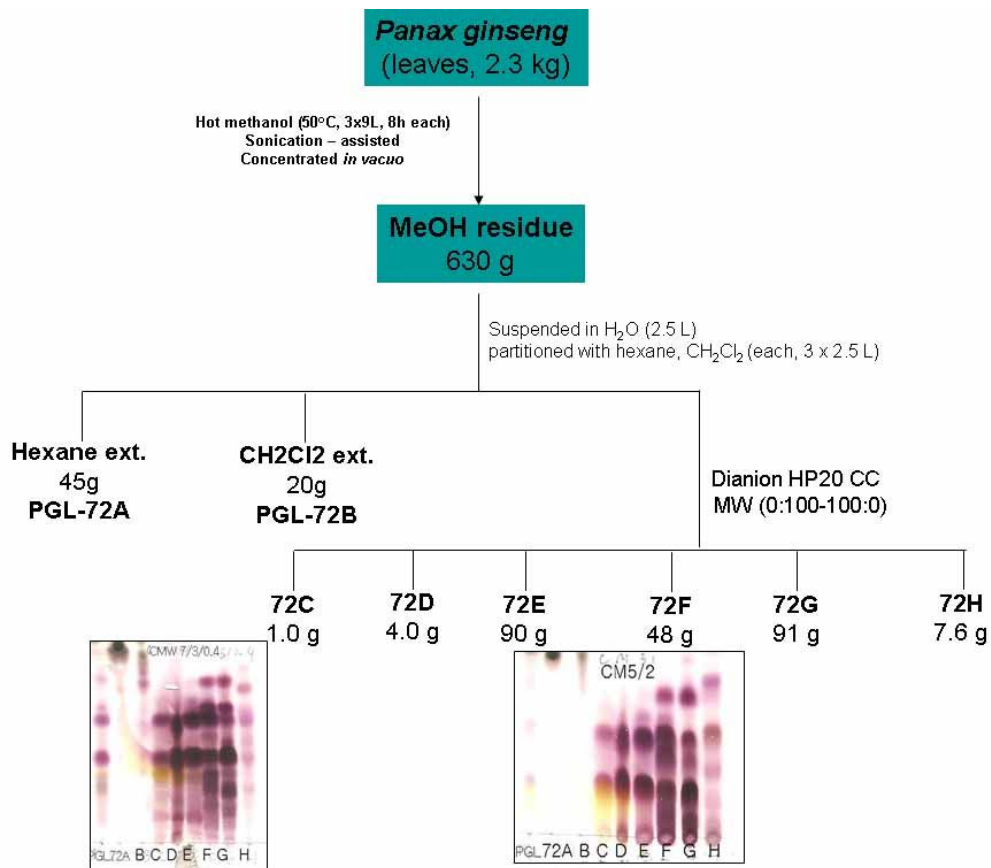 Panax ginseng
(leaves, 2.3 kg)
Hot methanol (50°C, 3x9L, 8h each)
Sonication – assisted
Concentrated in vacuo
MeOH residue
630 g
Suspended in H₂O (2.5 L)
partitioned with hexane, CH₂Cl₂ (each, 3 x 2.5 L)
Hexane ext.
45g
PGL-72A
CH2Cl2 ext.
20g
PGL-72B
Dianion HP20 CC
MW (0:100-100:0)
72C
1.0 g
72D
4.0 g
72E
90 g
72F
48 g
72G
91 g
72H
7.6 g
CMW 7/3/0.4
PGL72A B C D E F G H
CM5/2
PGL72A B C D E F G H